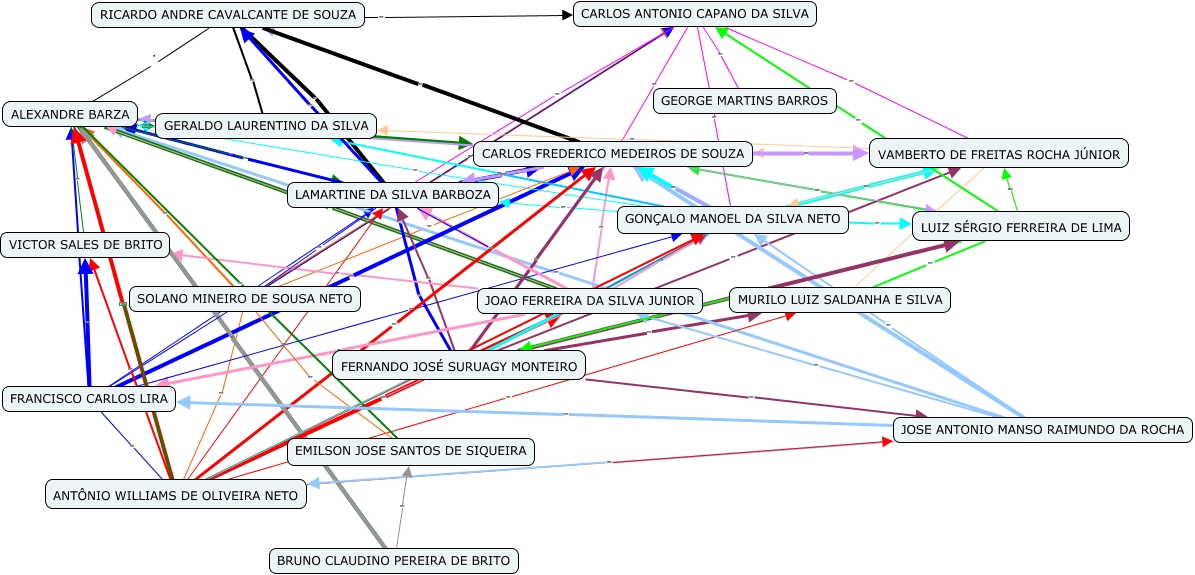 RICARDO ANDRE CAVALCANTE DE SOUZA
CARLOS ANTONIO CAPANO DA SILVA
ALEXANDRE BARZA
GEORGE MARTINS BARROS
GERALDO LAURENTINO DA SILVA
CARLOS FREDERICO MEDEIROS DE SOUZA
VAMBERTO DE FREITAS ROCHA JÚNIOR
LAMARTINE DA SILVA BARBOZA
GONÇALO MANOEL DA SILVA NETO
LUIZ SÉRGIO FERREIRA DE LIMA
VICTOR SALES DE BRITO
SOLANO MINEIRO DE SOUSA NETO
JOAO FERREIRA DA SILVA JUNIOR
MURILO LUIZ SALDANHA E SILVA
FERNANDO JOSÉ SURUAGY MONTEIRO
FRANCISCO CARLOS LIRA
JOSE ANTONIO MANSO RAIMUNDO DA ROCHA
EMILSON JOSE SANTOS DE SIQUEIRA
ANTÔNIO WILLIAMS DE OLIVEIRA NETO
BRUNO CLAUDINO PEREIRA DE BRITO